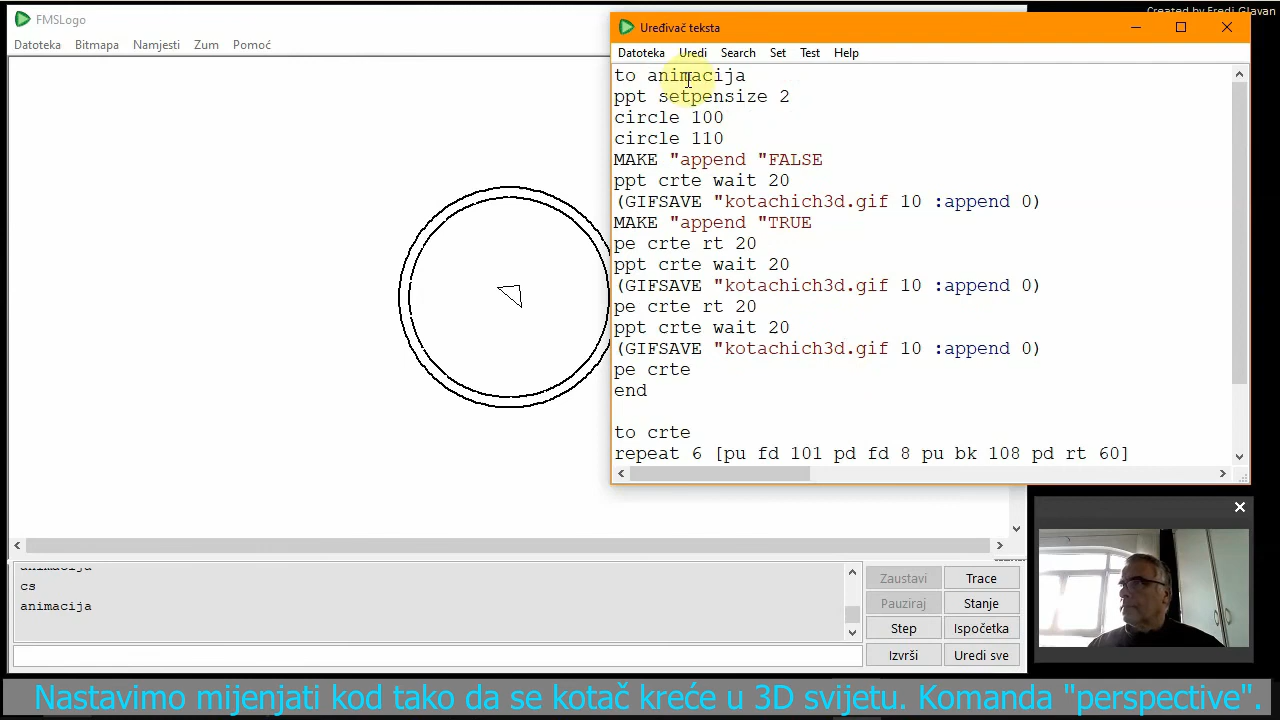 Created by Fredi Glavan
FMSLogo
Datoteka Bitmapa Namjesti Zum Pomoć
Uređivač teksta
Datoteka Uredi Search Set Test Help
to animacija
ppt setpensize 2
circle 100
circle 110
MAKE "append "FALSE
ppt crte wait 20
(GIFSAVE "kotachich3d.gif 10 :append 0)
MAKE "append "TRUE
pe crte rt 20
ppt crte wait 20
(GIFSAVE "kotachich3d.gif 10 :append 0)
pe crte rt 20
ppt crte wait 20
(GIFSAVE "kotachich3d.gif 10 :append 0)
pe crte
end
to crte
repeat 6 [pu fd 101 pd fd 8 pu bk 108 pd rt 60]
animacija
cs
animacija
Zaustavi Trace
Pauziraj Stanje
Step Ispočetka
Izvrši Uredi sve
Nastavimo mijenjati kod tako da se kotač kreće u 3D svijetu. Komanda "perspective".